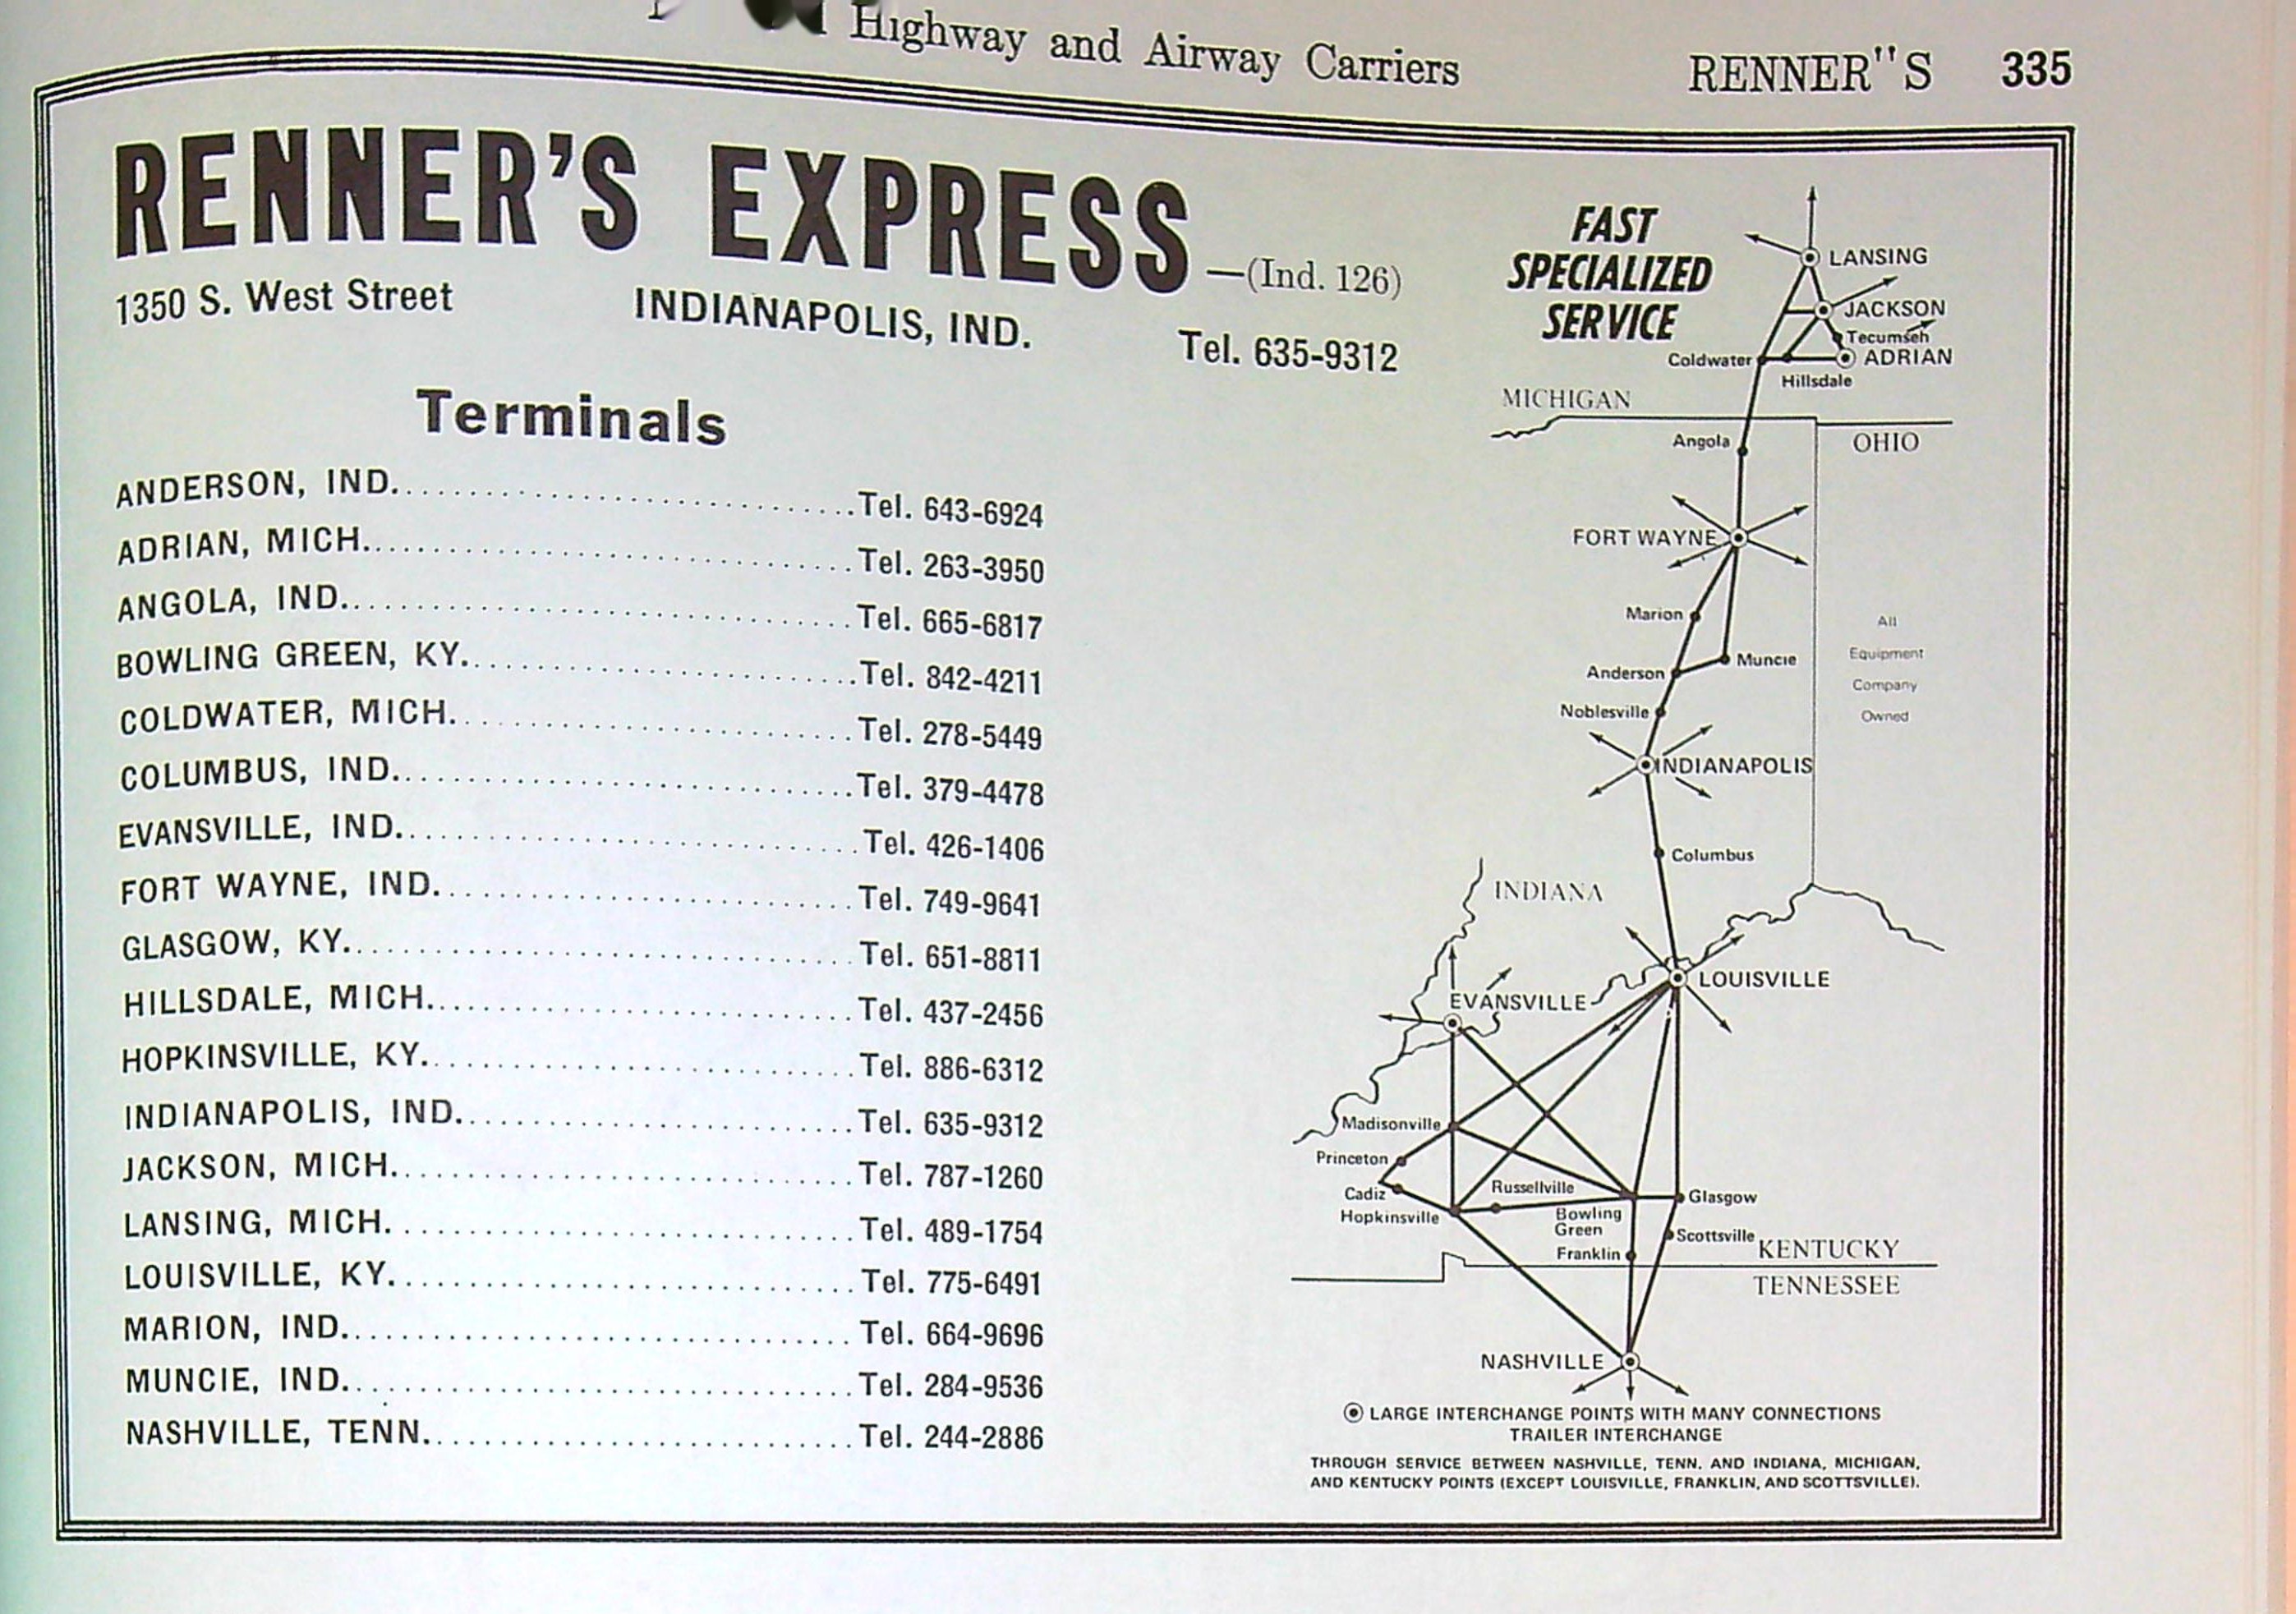 Highway and Airway Carriers
RENNER"S 335
RENNER'S EXPRESS —(Ind. 126)
1350 S. West Street INDIANAPOLIS, IND. Tel. 635-9312
Terminals
ANDERSON, IND. Tel. 643-6924
ADRIAN, MICH. Tel. 263-3950
ANGOLA, IND. Tel. 665-6817
BOWLING GREEN, KY. Tel. 842-4211
COLDWATER, MICH. Tel. 278-5449
COLUMBUS, IND. Tel. 379-4478
EVANSVILLE, IND. Tel. 426-1406
FORT WAYNE, IND. Tel. 749-9641
GLASGOW, KY. Tel. 651-8811
HILLSDALE, MICH. Tel. 437-2456
HOPKINSVILLE, KY. Tel. 886-6312
INDIANAPOLIS, IND. Tel. 635-9312
JACKSON, MICH. Tel. 787-1260
LANSING, MICH. Tel. 489-1754
LOUISVILLE, KY. Tel. 775-6491
MARION, IND. Tel. 664-9696
MUNCIE, IND. Tel. 284-9536
NASHVILLE, TENN. Tel. 244-2886
FAST
SPECIALIZED
SERVICE
LANSING
JACKSON
Tecumseh
Coldwater
ADRIAN
Hillsdale
MICHIGAN
Angola
OHIO
FORT WAYNE
Marion
All
Equipment
Company
Owned
Muncie
Anderson
Noblesville
INDIANAPOLIS
Columbus
INDIANA
LOUISVILLE
EVANSVILLE
Madisonville
Princeton
Cadiz
Russellville
Glasgow
Hopkinsville
Bowling
Green
Scottsville
Franklin
KENTUCKY
TENNESSEE
NASHVILLE
LARGE INTERCHANGE POINTS WITH MANY CONNECTIONS
TRAILER INTERCHANGE
THROUGH SERVICE BETWEEN NASHVILLE, TENN. AND INDIANA, MICHIGAN,
AND KENTUCKY POINTS (EXCEPT LOUISVILLE, FRANKLIN, AND SCOTTSVILLE).